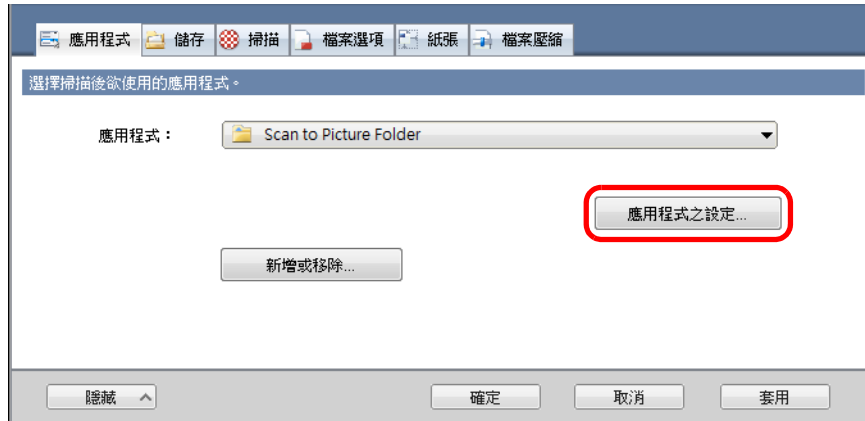 應用程式 儲存 掃描 檔案選項 紙張 檔案壓縮
選擇掃描後欲使用的應用程式。
應用程式： Scan to Picture Folder
應用程式之設定...
新增或移除...
隱藏 確定 取消 套用